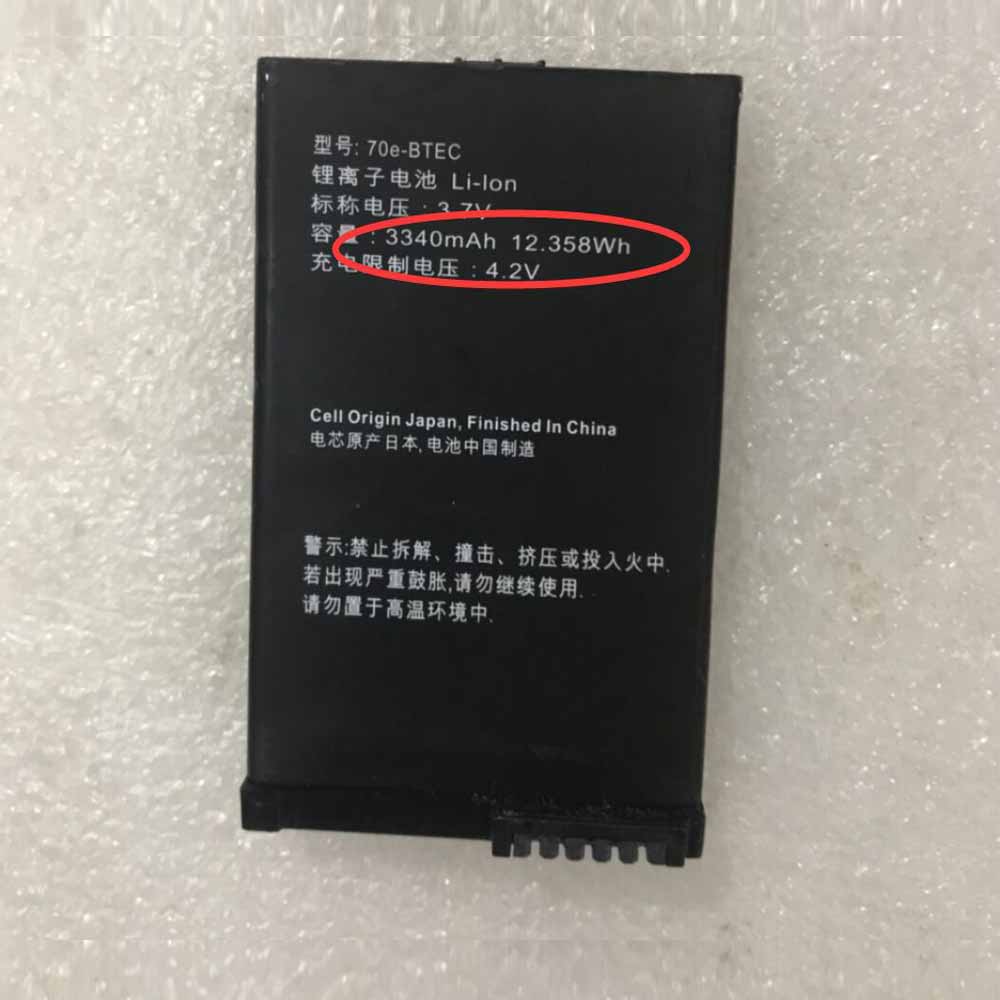 型号: 70e-BTEC
锂离子电池 Li-Ion
标称电压 : 3.7V
容量 : 3340mAh 12.358Wh
充电限制电压 : 4.2V
Cell Origin Japan, Finished In China
电芯原产日本,电池中国制造
警示:禁止拆解、撞击、挤压或投入火中.
若出现严重鼓胀,请勿继续使用.
请勿置于高温环境中.